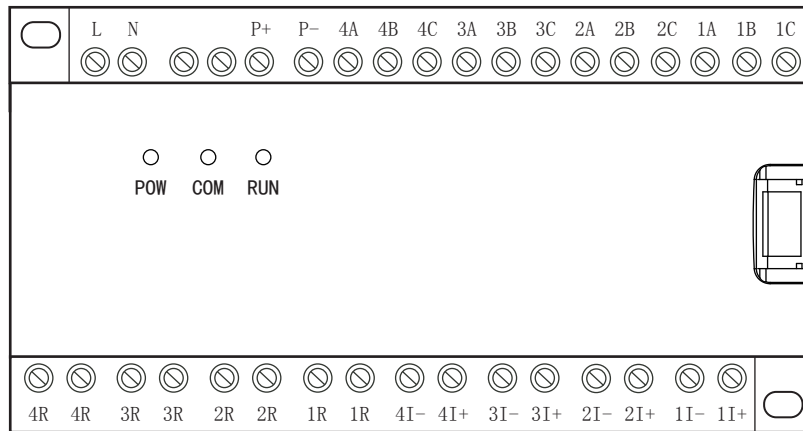 L N P+ P- 4A 4B 4C 3A 3B 3C 2A 2B 2C 1A 1B 1C
POW COM RUN
4R 4R 3R 3R 2R 2R 1R 1R 4I- 4I+ 3I- 3I+ 2I- 2I+ 1I- 1I+